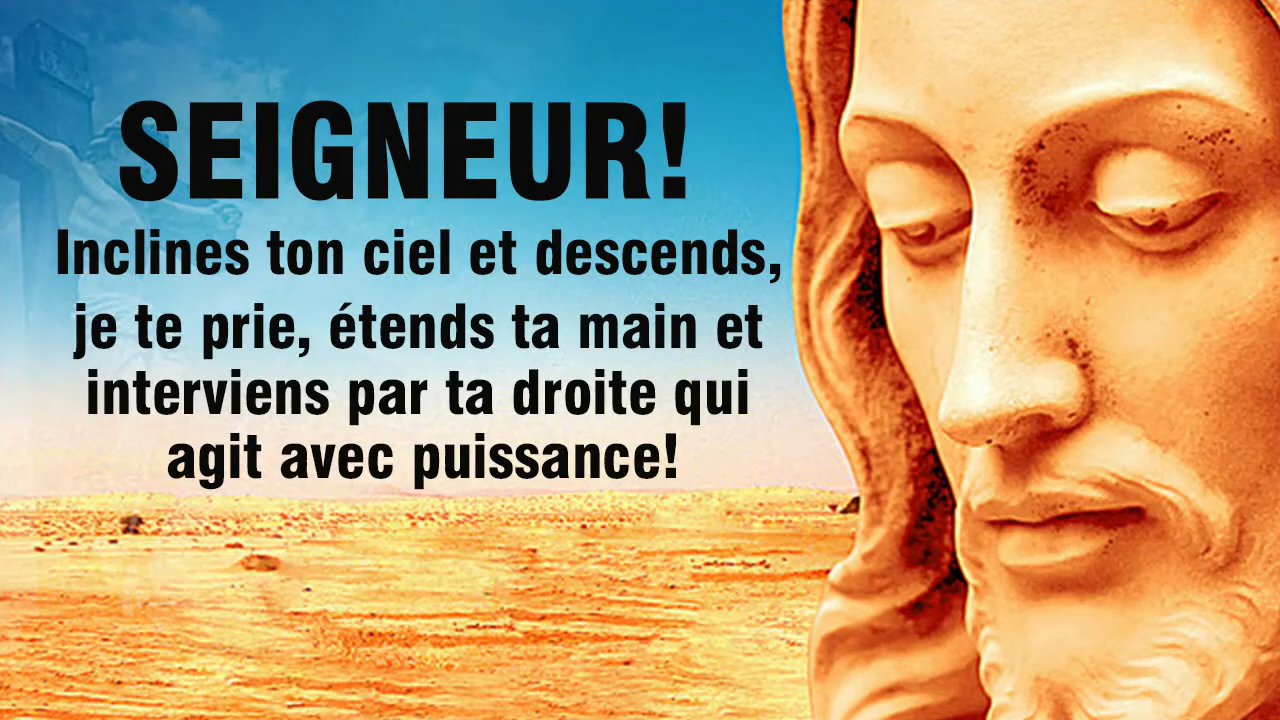 SEIGNEUR!
Inclines ton ciel et descends,
je te prie, étends ta main et
interviens par ta droite qui
agit avec puissance!